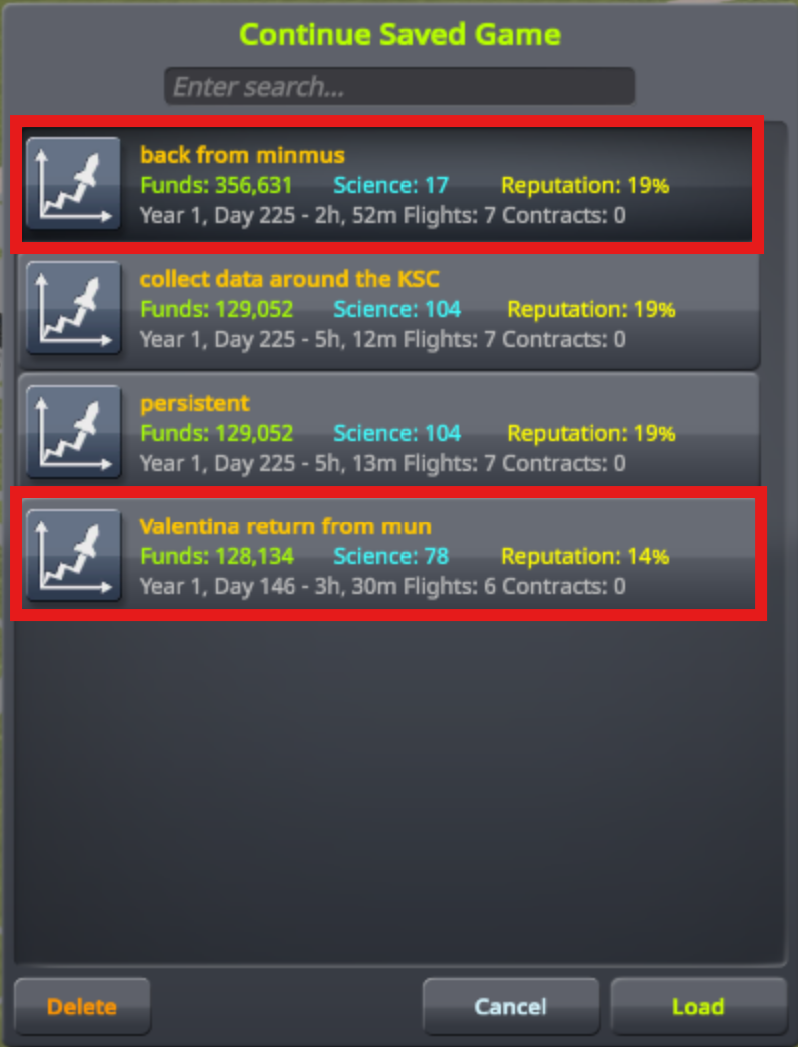 Continue Saved Game
Enter search...
back from minmus
Funds: 356,631 Science: 17 Reputation: 19%
Year 1, Day 225 - 2h, 52m Flights: 7 Contracts: 0
collect data around the KSC
Funds: 129,052 Science: 104 Reputation: 19%
Year 1, Day 225 - 5h, 12m Flights: 7 Contracts: 0
persistent
Funds: 129,052 Science: 104 Reputation: 19%
Year 1, Day 225 - 5h, 13m Flights: 7 Contracts: 0
Valentina return from mun
Funds: 128,134 Science: 78 Reputation: 14%
Year 1, Day 146 - 3h, 30m Flights: 6 Contracts: 0
Delete Cancel Load